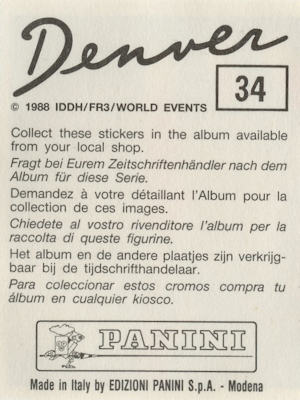 Denver
34
© 1988 IDDH/FR3/WORLD EVENTS
Collect these stickers in the album available
from your local shop.
Fragt bei Eurem Zeitschriftenhändler nach dem
Album für diese Serie.
Demandez à votre détaillant l'Album pour la
collection de ces images.
Chiedete al vostro rivenditore l'album per la
raccolta di queste figurine.
Het album en de andere plaatjes zijn verkrijg-
baar bij de tijdschrifthandelaar.
Para coleccionar estos cromos compra tu
álbum en cualquier kiosco.
PANINI
Made in Italy by EDIZIONI PANINI S.p.A. - Modena